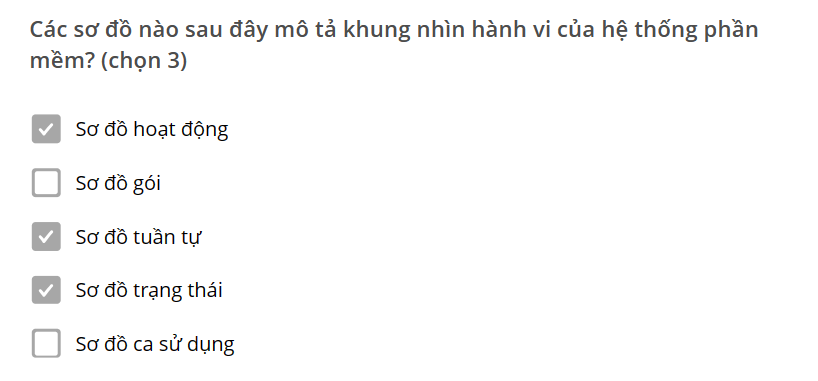 Các sơ đồ nào sau đây mô tả khung nhìn hành vi của hệ thống phần
mềm? (chọn 3)
Sơ đồ hoạt động
Sơ đồ gói
Sơ đồ tuần tự
Sơ đồ trạng thái
Sơ đồ ca sử dụng